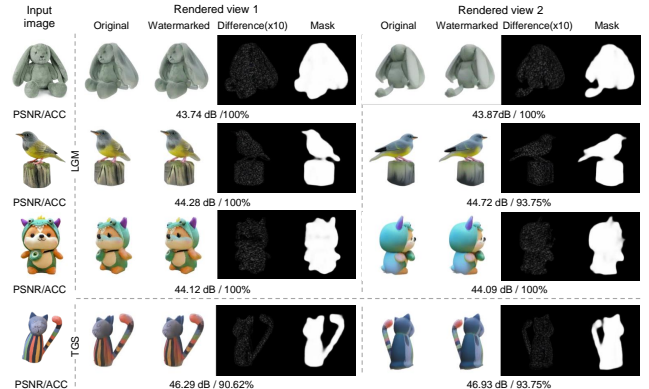 Input image
Rendered view 1
Rendered view 2
Original Watermarked Difference(x10) Mask
Original Watermarked Difference(x10) Mask
PSNR/ACC 43.74 dB /100% 43.87dB / 100%
LGM
PSNR/ACC 44.28 dB / 100% 44.72 dB / 93.75%
PSNR/ACC 44.12 dB / 100% 44.09 dB / 100%
TGS
PSNR/ACC 46.29 dB / 90.62% 46.93 dB / 93.75%